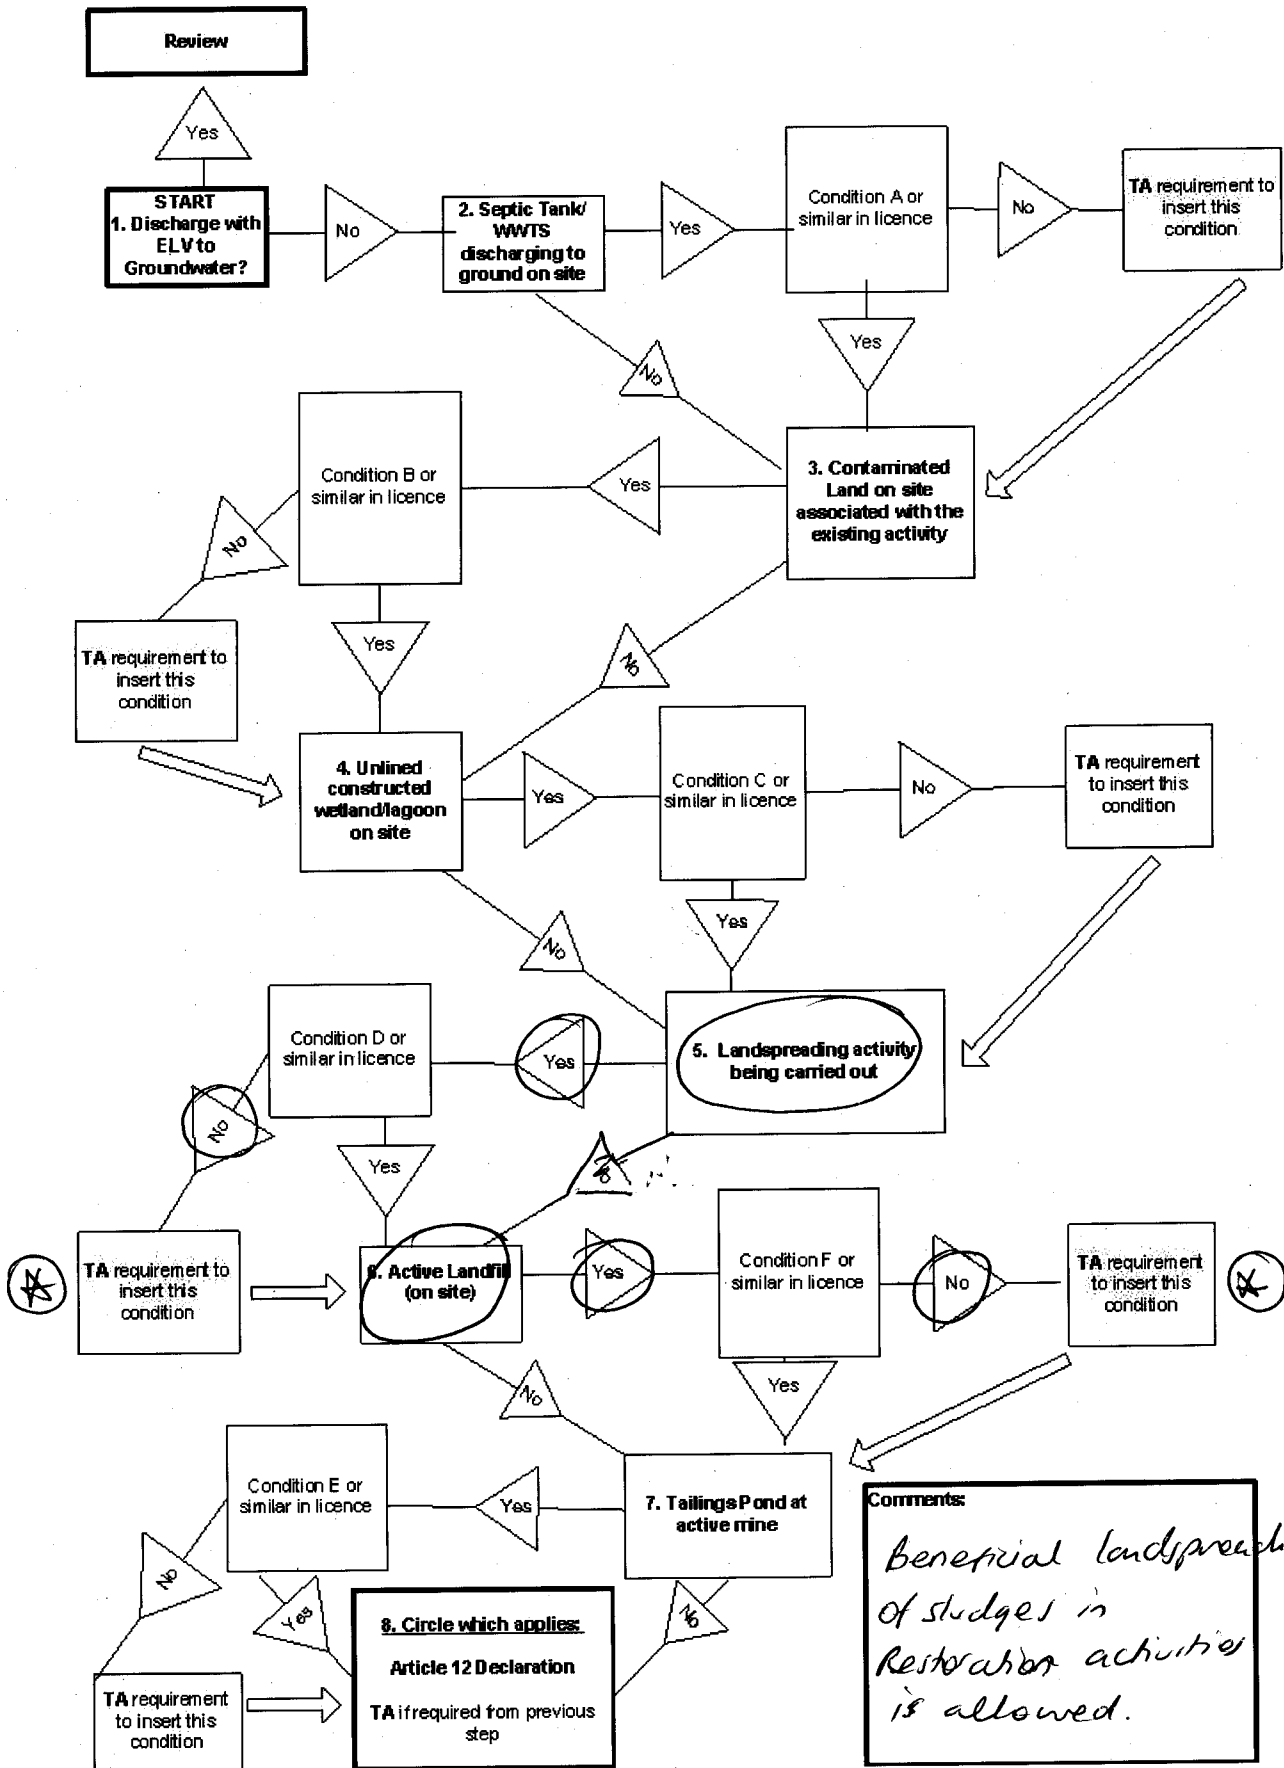 Review
Yes
START
1. Discharge with
ELV to
Groundwater?
No
2. Septic Tank/
WWTS
discharging to
ground on site
Yes
Condition A or
similar in licence
No
TA requirement to
insert this
condition
Yes
No
3. Contaminated
Land on site
associated with the
existing activity
Yes
Condition B or
similar in licence
No
TA requirement to
insert this
condition
Yes
No
4. Unlined
constructed
wetland/lagoon
on site
Yes
Condition C or
similar in licence
No
TA requirement
to insert this
condition
Yes
No
5. Landspreading activity
being carried out
Yes
Condition D or
similar in licence
No
TA requirement to
insert this
condition
Yes
No
6. Active Landfill
(on site)
Yes
Condition F or
similar in licence
No
TA requirement
to insert this
condition
Yes
No
7. Tailings Pond at
active mine
Yes
Condition E or
similar in licence
No
TA requirement
to insert this
condition
Yes
No
8. Circle which applies:
Article 12 Declaration
TA if required from previous
step
Comments:
Beneficial
of sludges in
Restoration activities
is allowed.